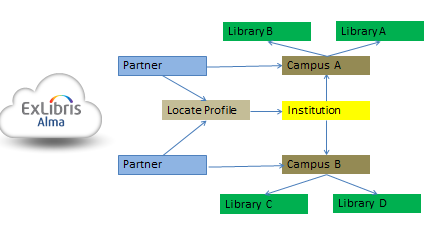 Library B
Library A
Partner
Campus A
ExLibris
Alma
Locate Profile
Institution
Partner
Campus B
Library C
Library D